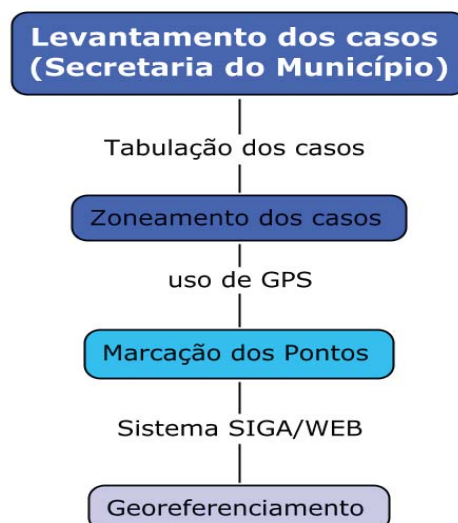 Levantamento dos casos
(Secretaria do Município)
Tabulação dos casos
Zoneamento dos casos
uso de GPS
Marcação dos Pontos
Sistema SIGA/WEB
Georeferenciamento